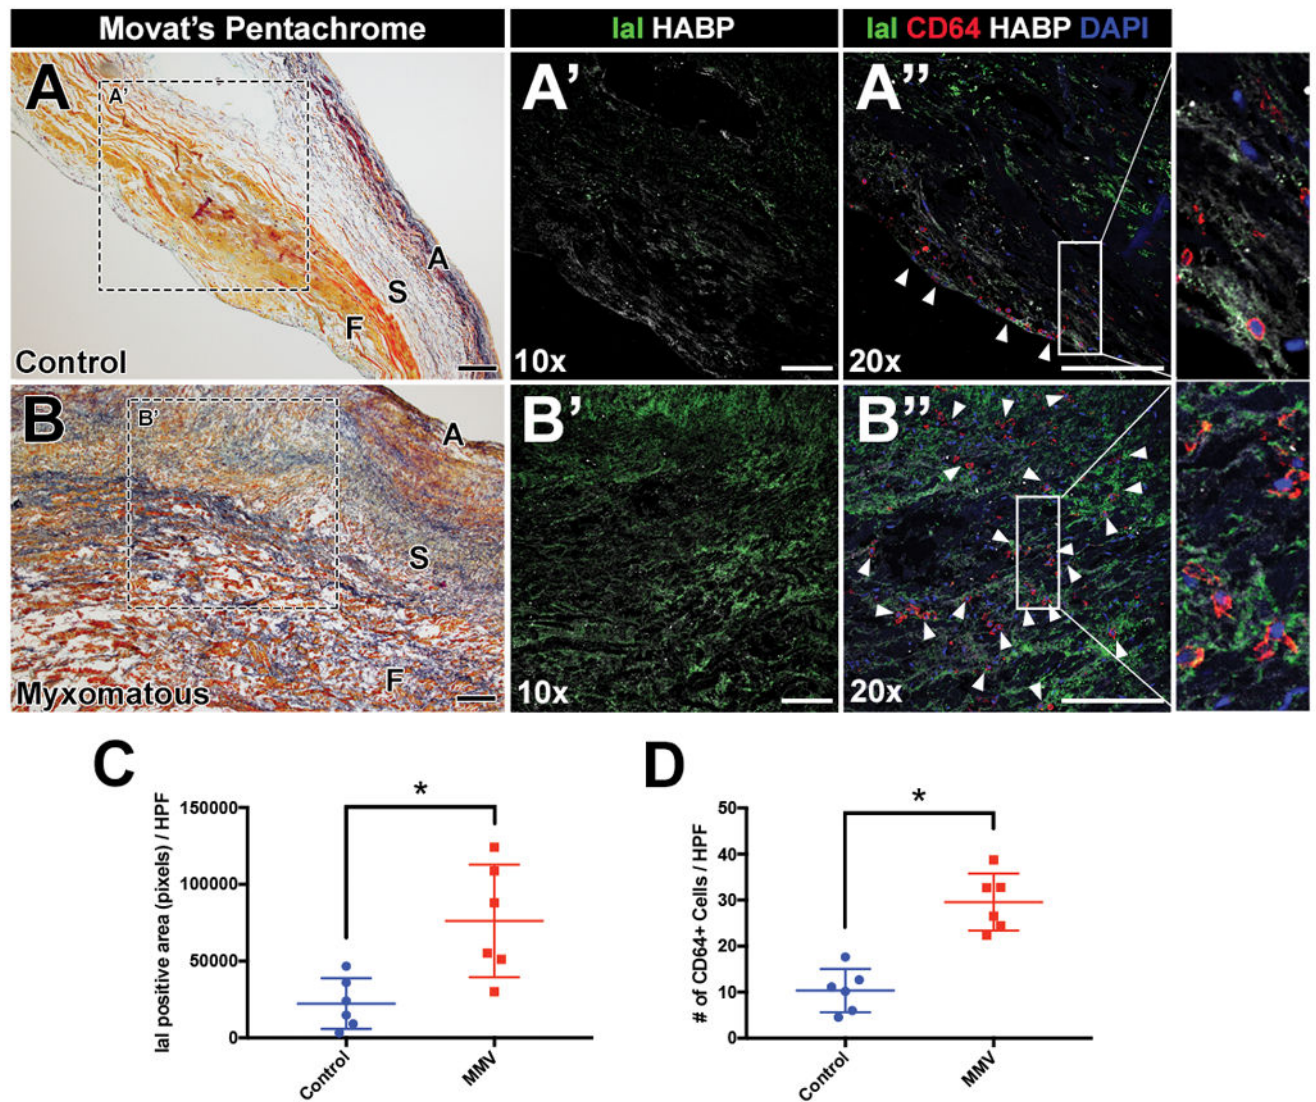 Movat's Pentachrome
IaI HABP
IaI CD64 HABP DAPI
A
A'
A
S
F
Control
A'
10x
A''
20x
B
B'
A
S
F
Myxomatous
B'
10x
B''
20x
C
IaI positive area (pixels) / HPF
150000
100000
50000
0
*
Control
MMV
D
# of CD64+ Cells / HPF
50
40
30
20
10
0
*
Control
MMV